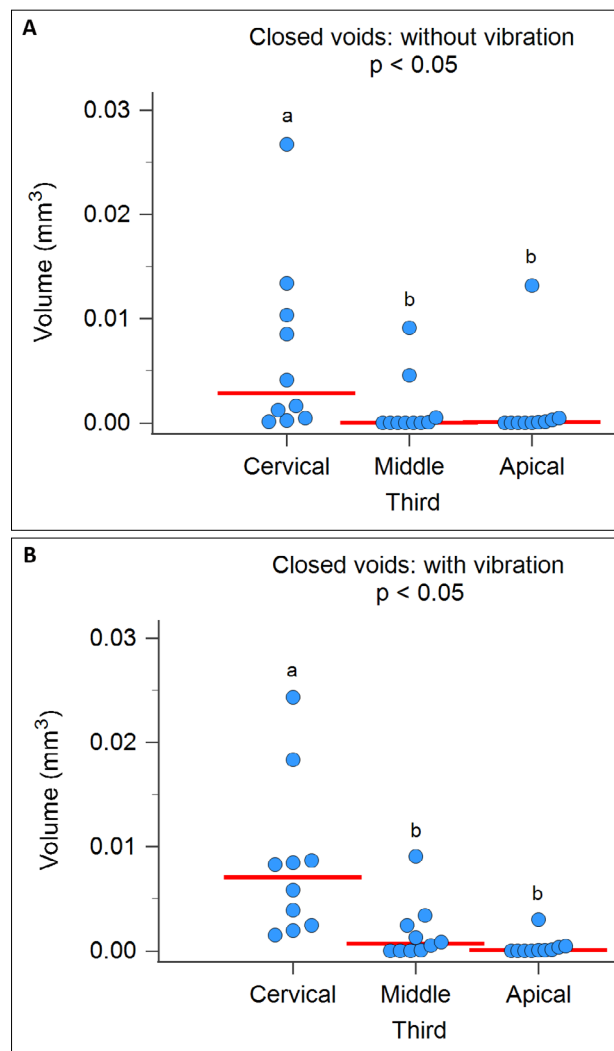 A
Closed voids: without vibration
p < 0.05
Volume (mm³)
0.03
0.02
0.01
0.00
a
b
b
Cervical Middle Apical
Third
B
Closed voids: with vibration
p < 0.05
Volume (mm³)
0.03
0.02
0.01
0.00
a
b
b
Cervical Middle Apical
Third